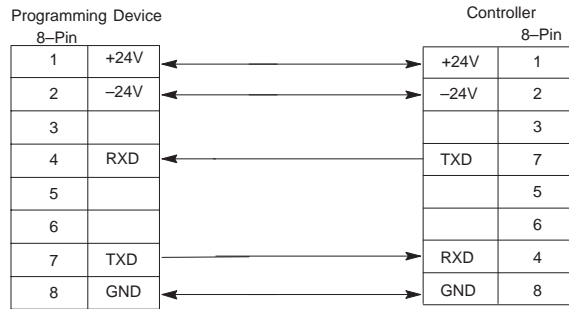 Programming Device Controller
8–Pin 8–Pin
1 +24V +24V 1
2 –24V –24V 2
3 3
4 RXD TXD 7
5 5
6 6
7 TXD RXD 4
8 GND GND 8